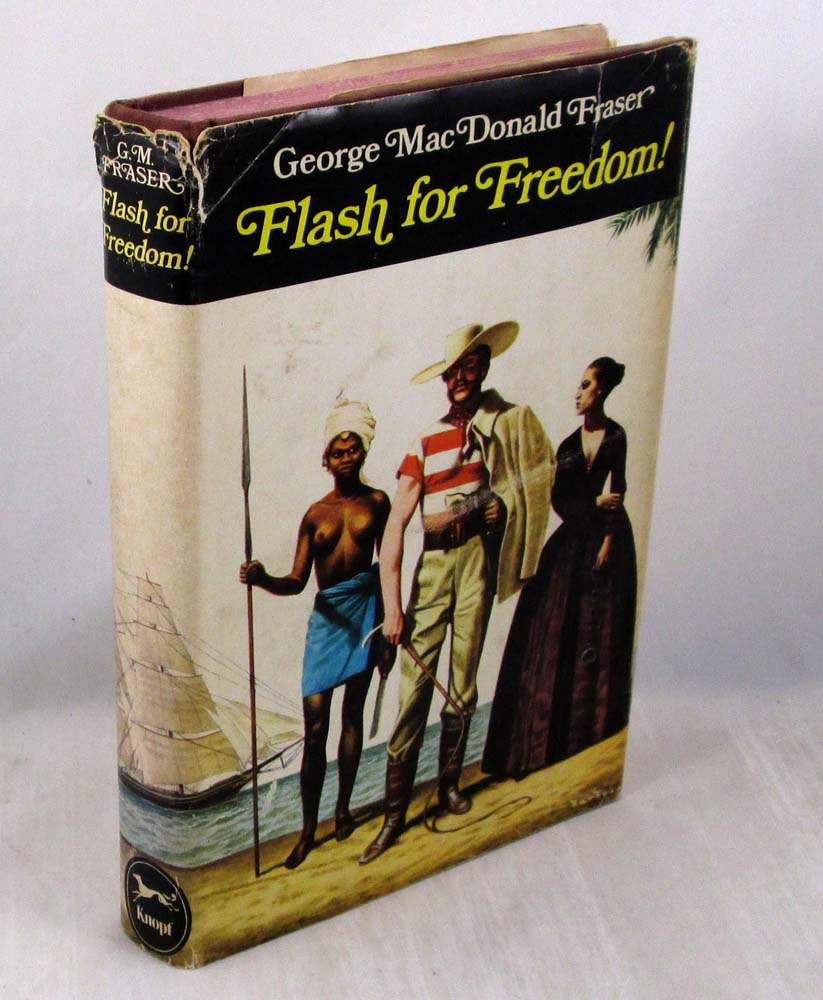 George MacDonald Fraser
Flash for Freedom!
G.M.
FRASER
Flash for
Freedom!
Knopf